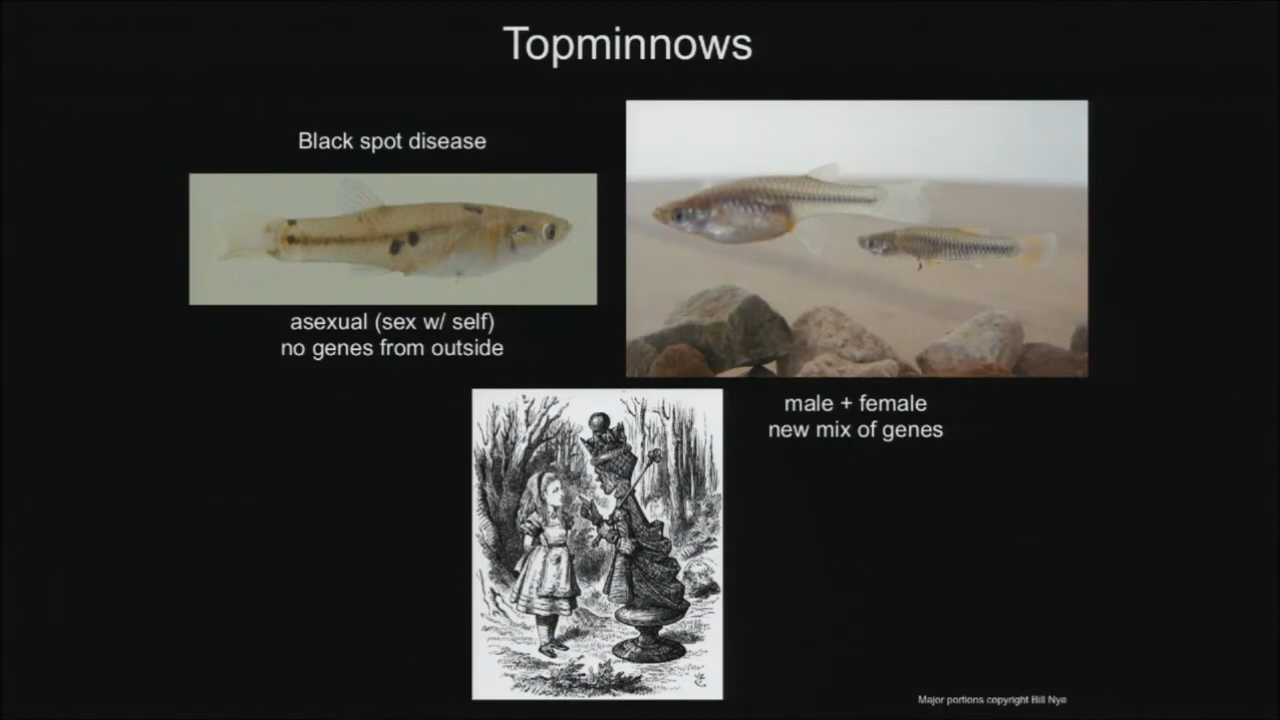 Topminnows
Black spot disease
asexual (sex w/ self)
no genes from outside
male + female
new mix of genes
Major portions copyright Bill Nye